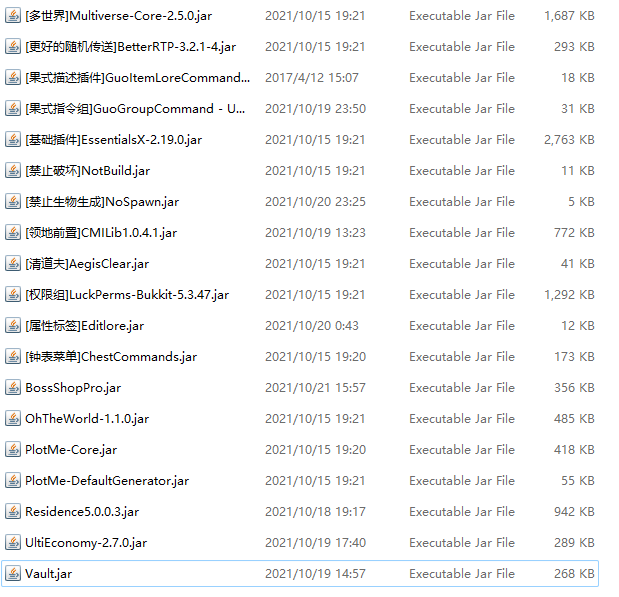 [多世界]Multiverse-Core-2.5.0.jar 2021/10/15 19:21 Executable Jar File 1,687 KB
[更好的随机传送]BetterRTP-3.2.1-4.jar 2021/10/15 19:21 Executable Jar File 293 KB
[果式描述插件]GuoItemLoreCommand... 2017/4/12 15:07 Executable Jar File 18 KB
[果式指令组]GuoGroupCommand - U... 2021/10/19 23:50 Executable Jar File 31 KB
[基础插件]EssentialsX-2.19.0.jar 2021/10/15 19:21 Executable Jar File 2,763 KB
[禁止破坏]NotBuild.jar 2021/10/15 19:21 Executable Jar File 11 KB
[禁止生物生成]NoSpawn.jar 2021/10/20 23:25 Executable Jar File 5 KB
[领地前置]CMILib1.0.4.1.jar 2021/10/19 13:23 Executable Jar File 772 KB
[清道夫]AegisClear.jar 2021/10/15 19:21 Executable Jar File 41 KB
[权限组]LuckPerms-Bukkit-5.3.47.jar 2021/10/15 19:21 Executable Jar File 1,292 KB
[属性标签]Editlore.jar 2021/10/20 0:43 Executable Jar File 12 KB
[钟表菜单]ChestCommands.jar 2021/10/15 19:20 Executable Jar File 173 KB
BossShopPro.jar 2021/10/21 15:57 Executable Jar File 356 KB
OhTheWorld-1.1.0.jar 2021/10/15 19:21 Executable Jar File 485 KB
PlotMe-Core.jar 2021/10/15 19:20 Executable Jar File 418 KB
PlotMe-DefaultGenerator.jar 2021/10/15 19:21 Executable Jar File 55 KB
Residence5.0.0.3.jar 2021/10/18 19:17 Executable Jar File 942 KB
UltiEconomy-2.7.0.jar 2021/10/19 17:40 Executable Jar File 289 KB
Vault.jar 2021/10/19 14:57 Executable Jar File 268 KB